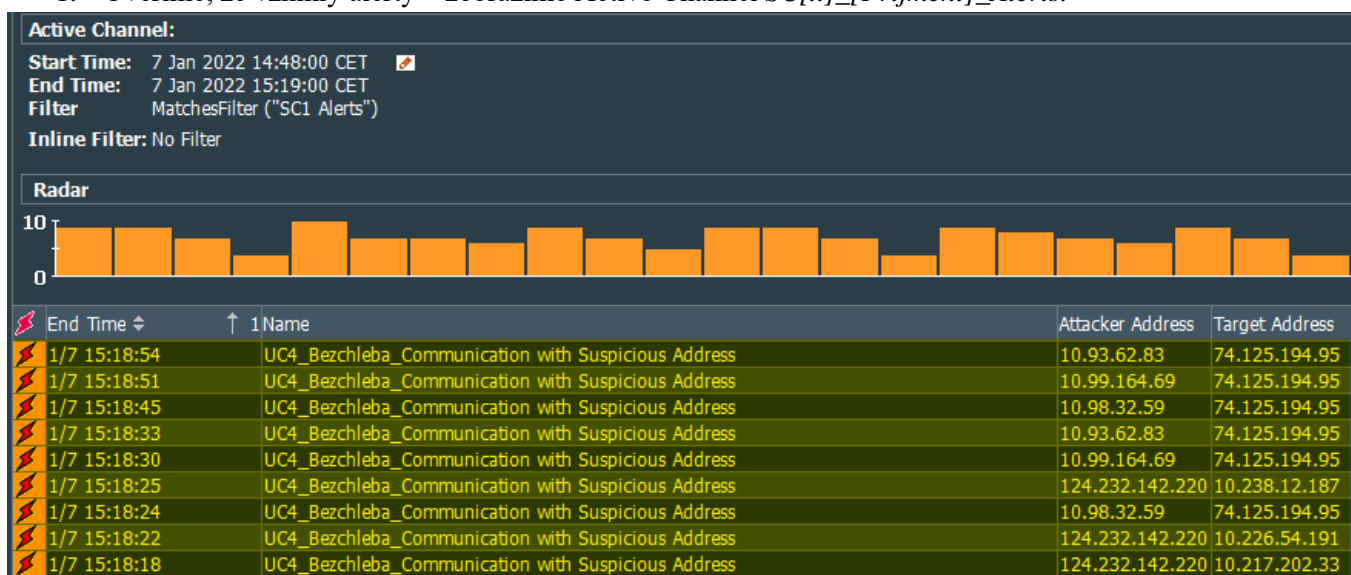 Active Channel:
Start Time: 7 Jan 2022 14:48:00 CET
End Time: 7 Jan 2022 15:19:00 CET
Filter MatchesFilter ("SC1 Alerts")
Inline Filter: No Filter
Radar
10
0
End Time ↑ 1 Name Attacker Address Target Address
1/7 15:18:54 UC4_Bezchleba_Communication with Suspicious Address 10.93.62.83 74.125.194.95
1/7 15:18:51 UC4_Bezchleba_Communication with Suspicious Address 10.99.164.69 74.125.194.95
1/7 15:18:45 UC4_Bezchleba_Communication with Suspicious Address 10.98.32.59 74.125.194.95
1/7 15:18:33 UC4_Bezchleba_Communication with Suspicious Address 10.93.62.83 74.125.194.95
1/7 15:18:30 UC4_Bezchleba_Communication with Suspicious Address 10.99.164.69 74.125.194.95
1/7 15:18:25 UC4_Bezchleba_Communication with Suspicious Address 124.232.142.220 10.238.12.187
1/7 15:18:24 UC4_Bezchleba_Communication with Suspicious Address 10.98.32.59 74.125.194.95
1/7 15:18:22 UC4_Bezchleba_Communication with Suspicious Address 124.232.142.220 10.226.54.191
1/7 15:18:18 UC4_Bezchleba_Communication with Suspicious Address 124.232.142.220 10.217.202.33